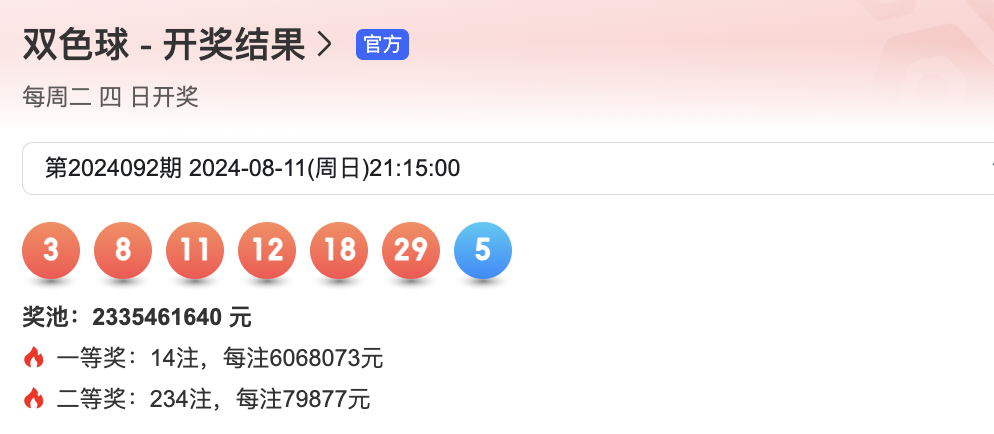 双色球 - 开奖结果 > 官方
每周二 四 日开奖
第2024092期 2024-08-11(周日)21:15:00
3 8 11 12 18 29 5
奖池：2335461640 元
一等奖：14注，每注6068073元
二等奖：234注，每注79877元